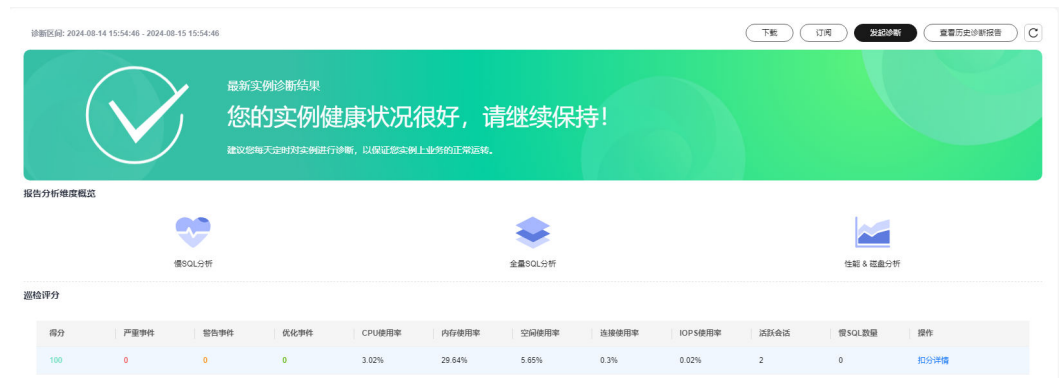 诊断区间: 2024-08-14 15:54:46 - 2024-08-15 15:54:46
下载
订阅
发起诊断
查看历史诊断报告
最新实例诊断结果
您的实例健康状况很好，请继续保持！
建议您每天定时对实例进行诊断，以保证您实例上业务的正常运转。
报告分析维度概览
慢SQL分析
全量SQL分析
性能 & 磁盘分析
巡检评分
得分 严重事件 警告事件 优化事件 CPU使用率 内存使用率 空间使用率 连接使用率 IOPS使用率 活跃会话 慢SQL数量 操作
100 0 0 0 3.02% 29.64% 5.65% 0.3% 0.02% 2 0 扣分详情